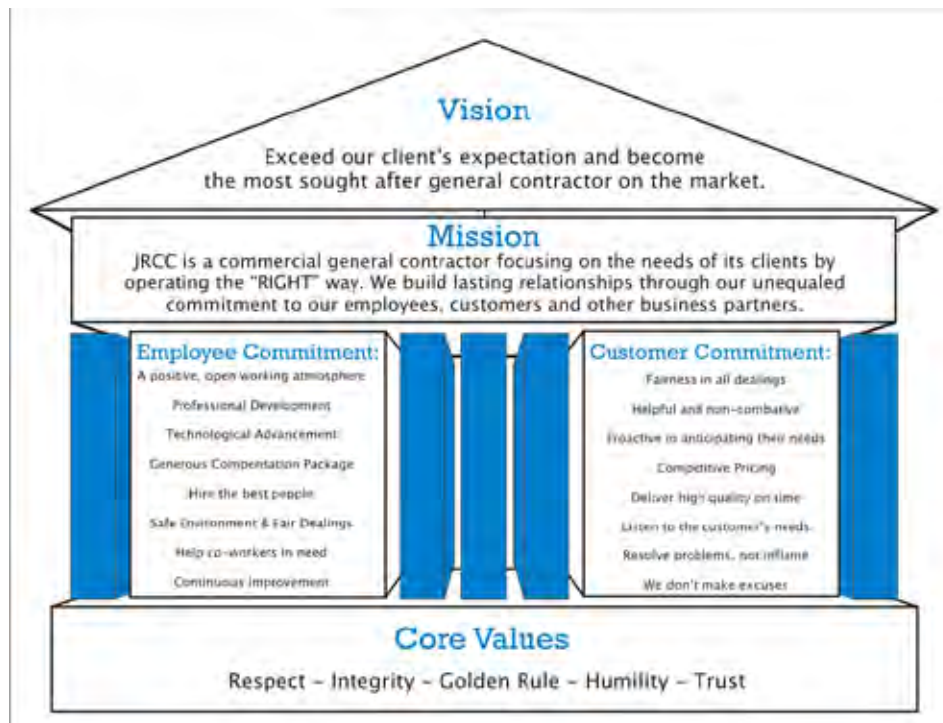 Vision
Exceed our client's expectation and become
the most sought after general contractor on the market.
Mission
JRCC is a commercial general contractor focusing on the needs of its clients by
operating the "RIGHT" way. We build lasting relationships through our unequaled
commitment to our employees, customers and other business partners.
Employee Commitment:
A positive, open working atmosphere
Professional Development
Technological Advancement
Generous Compentation Package
Hire the best people
Safe Environment & Fair Dealings
Help co-workers in need
Continuous improvement
Customer Commitment:
Fairness in all dealings
Helpful and non-combative
Proactive in anticipating their needs
Competitive Pricing
Deliver high quality on time
Listen to the customer's needs
Resolve problems, not inflame
We don't make excuses
Core Values
Respect – Integrity – Golden Rule – Humility – Trust